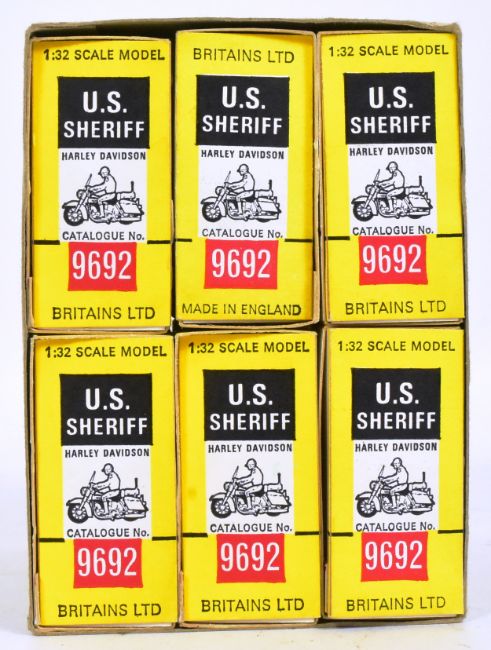 1:32 SCALE MODEL
U.S.
SHERIFF
HARLEY DAVIDSON
CATALOGUE No.
9692
BRITAINS LTD
BRITAINS LTD
U.S.
SHERIFF
HARLEY DAVIDSON
CATALOGUE No.
9692
MADE IN ENGLAND
1:32 SCALE MODEL
U.S.
SHERIFF
HARLEY DAVIDSON
CATALOGUE No.
9692
BRITAINS LTD
1:32 SCALE MODEL
U.S.
SHERIFF
HARLEY DAVIDSON
CATALOGUE No.
9692
BRITAINS LTD
1:32 SCALE MODEL
U.S.
SHERIFF
HARLEY DAVIDSON
CATALOGUE No.
9692
BRITAINS LTD
1:32 SCALE MODEL
U.S.
SHERIFF
HARLEY DAVIDSON
CATALOGUE No.
9692
BRITAINS LTD